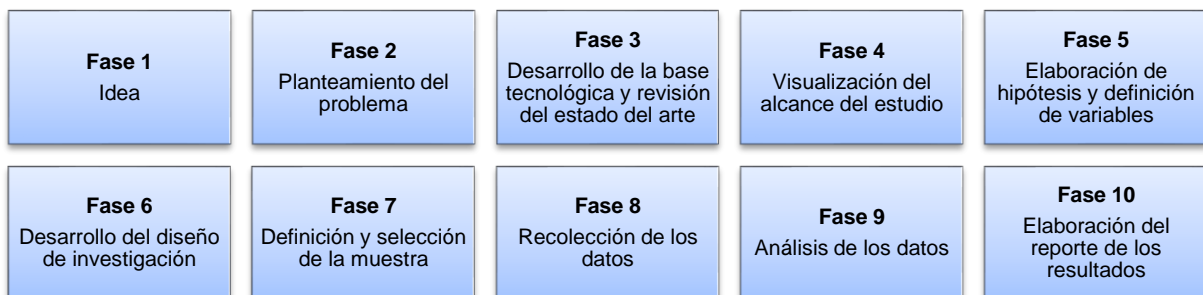 Fase 1
Idea
Fase 2
Planteamiento del
problema
Fase 3
Desarrollo de la base
tecnológica y revisión
del estado del arte
Fase 4
Visualización del
alcance del estudio
Fase 5
Elaboración de
hipótesis y definición
de variables
Fase 6
Desarrollo del diseño
de investigación
Fase 7
Definición y selección
de la muestra
Fase 8
Recolección de los
datos
Fase 9
Análisis de los datos
Fase 10
Elaboración del
reporte de los
resultados